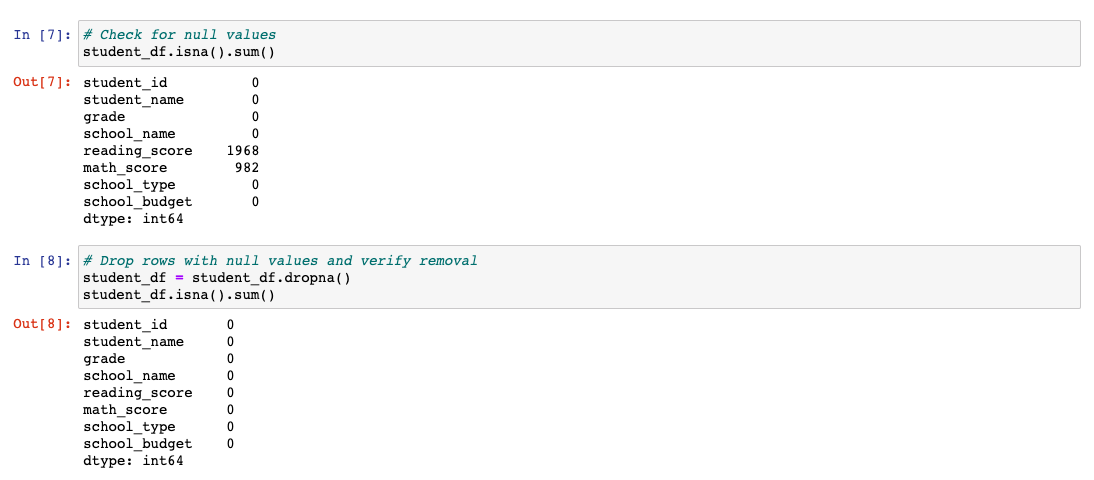 In [7]: # Check for null values
student_df.isna().sum()
Out[7]: student_id 0
student_name 0
grade 0
school_name 0
reading_score 1968
math_score 982
school_type 0
school_budget 0
dtype: int64
In [8]: # Drop rows with null values and verify removal
student_df = student_df.dropna()
student_df.isna().sum()
Out[8]: student_id 0
student_name 0
grade 0
school_name 0
reading_score 0
math_score 0
school_type 0
school_budget 0
dtype: int64